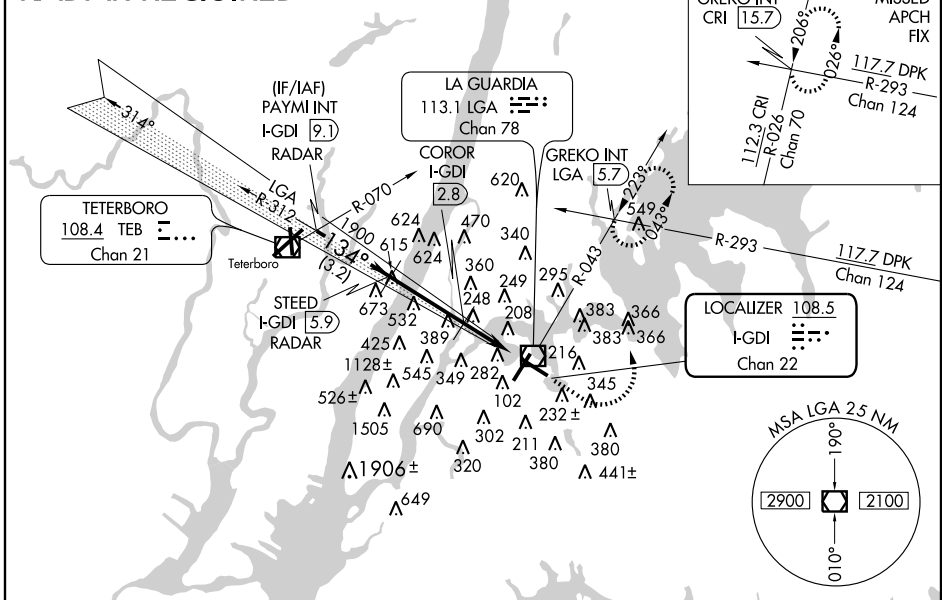 GREKO INT
CRI 15.7
MISSED
APCH
FIX
206°
026°
117.7 DPK
R-293
Chan 124
112.3 CRI
R-026
Chan 70
314°
LGA
R-312
(IF/IAF)
PAYMI INT
I-GDI 9.1
RADAR
R-070
1900
134°
(3.2)
LA GUARDIA
113.1 LGA
Chan 78
COROR
I-GDI
2.8
GREKO INT
LGA 5.7
223°
043°
R-043
R-293
117.7 DPK
Chan 124
TETERBORO
108.4 TEB
Chan 21
Teterboro
STEED
I-GDI 5.9
RADAR
LOCALIZER 108.5
I-GDI
Chan 22
620
549
624
624
470
340
615
360
249
295
673
532
248
208
383
383
366
366
389
425
1128±
545
349
282
216
345
526±
102
232±
1505
690
302
211
380
320
380
441±
1906±
649
MSA LGA 25 NM
190°
2900
2100
010°